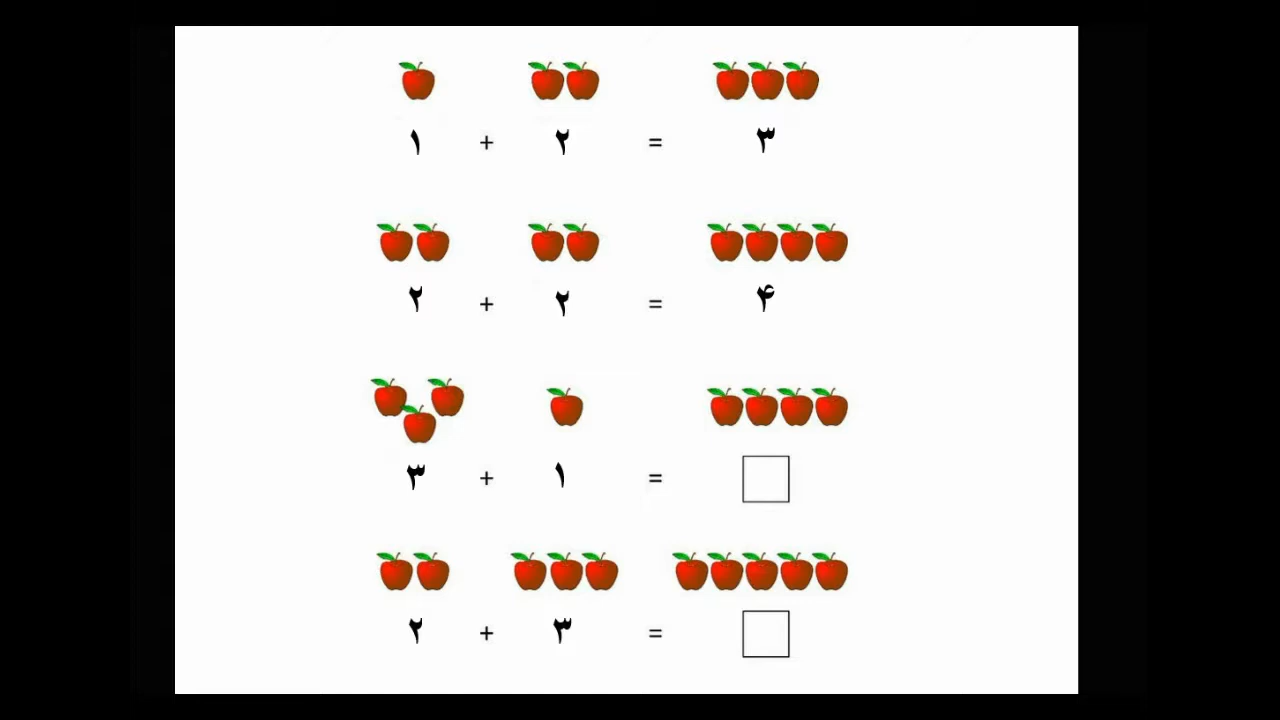 ۱ + ۲ = ۳
۲ + ۲ = ۴
۳ + ۱ =
۲ + ۳ =